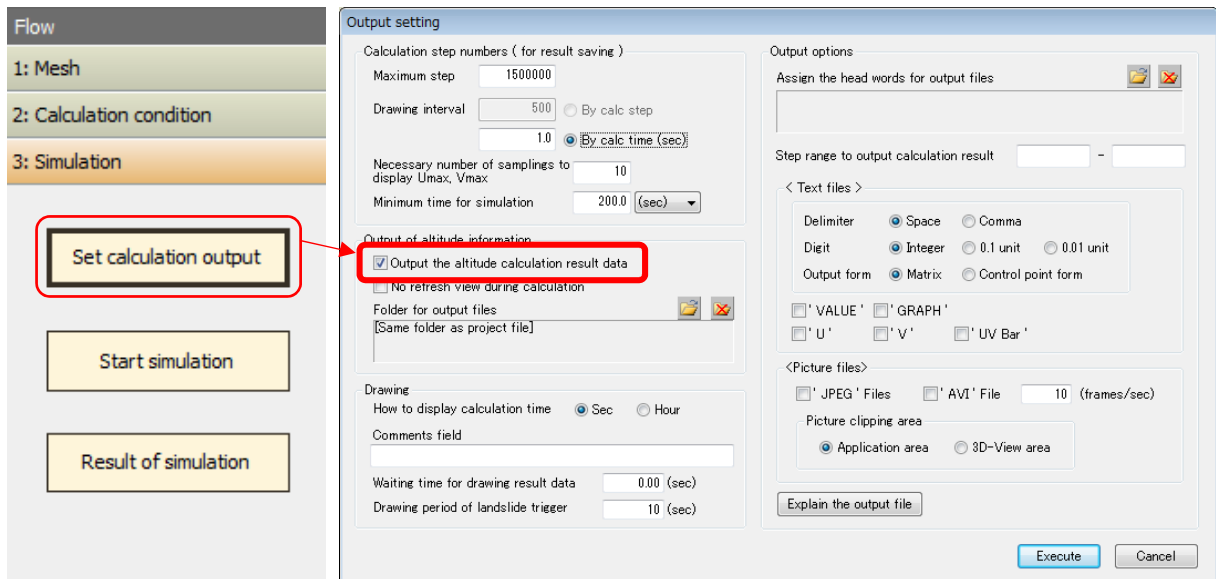 Flow
1: Mesh
2: Calculation condition
3: Simulation
Set calculation output
Start simulation
Result of simulation
Output setting
Calculation step numbers ( for result saving )
Maximum step 1500000
Drawing interval 500 By calc step
1.0 By calc time (sec)
Necessary number of samplings to
display Umax, Vmax 10
Minimum time for simulation 200.0 (sec)
Output of altitude information
Output the altitude calculation result data
No refresh view during calculation
Folder for output files
[Same folder as project file]
Drawing
How to display calculation time Sec Hour
Comments field
Waiting time for drawing result data 0.00 (sec)
Drawing period of landslide trigger 10 (sec)
Output options
Assign the head words for output files
Step range to output calculation result -
< Text files >
Delimiter Space Comma
Digit Integer 0.1 unit 0.01 unit
Output form Matrix Control point form
' VALUE ' ' GRAPH '
' U ' ' V ' ' UV Bar '
<Picture files>
' JPEG ' Files ' AVI ' File 10 (frames/sec)
Picture clipping area
Application area 3D-View area
Explain the output file
Execute Cancel